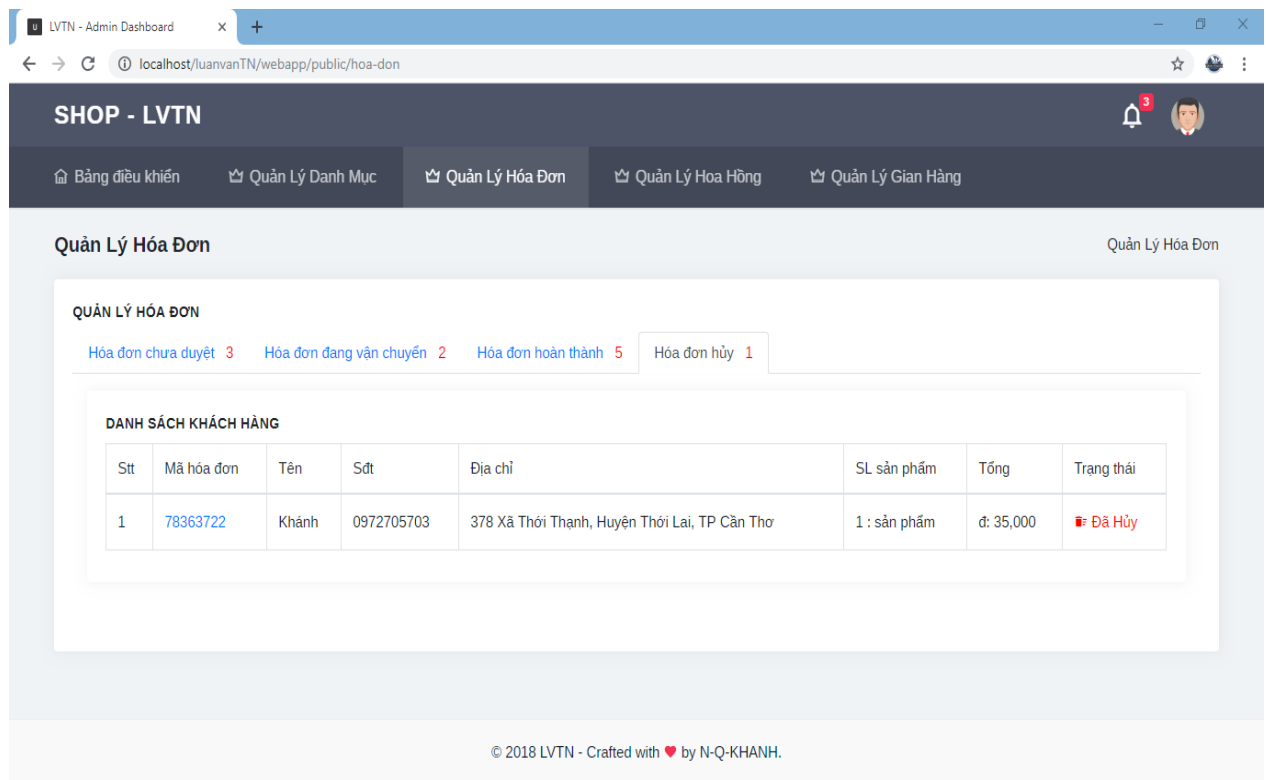 LVTN - Admin Dashboard
localhost/luanvanTN/webapp/public/hoa-don
SHOP - LVTN
3
Bảng điều khiển Quản Lý Danh Mục Quản Lý Hóa Đơn Quản Lý Hoa Hồng Quản Lý Gian Hàng
Quản Lý Hóa Đơn
Quản Lý Hóa Đơn
QUẢN LÝ HÓA ĐƠN
Hóa đơn chưa duyệt 3 Hóa đơn đang vận chuyển 2 Hóa đơn hoàn thành 5 Hóa đơn hủy 1
DANH SÁCH KHÁCH HÀNG
Stt Mã hóa đơn Tên Sđt Địa chỉ SL sản phẩm Tổng Trạng thái
1 78363722 Khánh 0972705703 378 Xã Thới Thạnh, Huyện Thới Lai, TP Cần Thơ 1 : sản phẩm đ: 35,000 Đã Hủy
© 2018 LVTN - Crafted with ♥ by N-Q-KHANH.